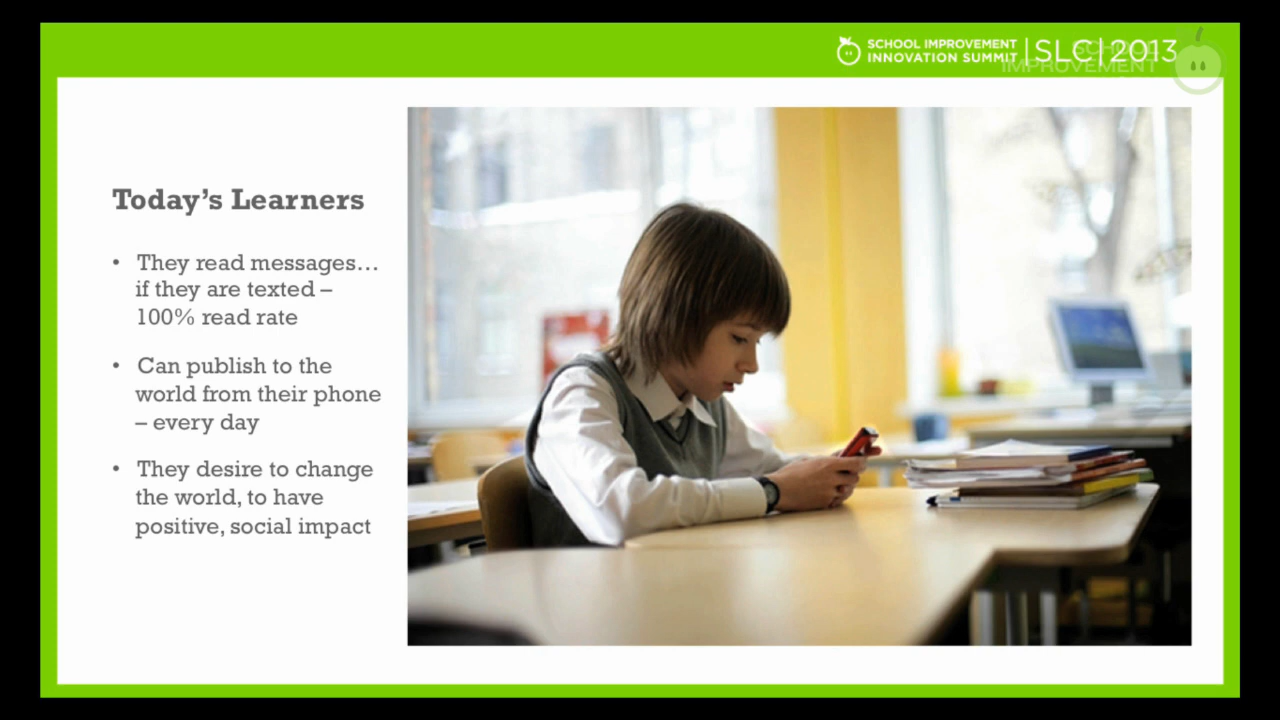 SCHOOL IMPROVEMENT
INNOVATION SUMMIT
SLC
2013
SCHOOL
IMPROVEMENT
Today’s Learners
• They read messages…
if they are texted –
100% read rate
• Can publish to the
world from their phone
– every day
• They desire to change
the world, to have
positive, social impact